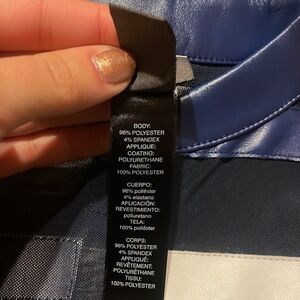 BODY:
96% POLYESTER
4% SPANDEX
APPLIQUE:
COATING:
POLYURETHANE
FABRIC:
100% POLYESTER
CUERPO:
96% poliéster
4% elastano
APLICACIÓN:
REVESTIMIENTO:
poliuretano
TELA:
100% poliéster
CORPS:
96% POLYESTER
4% SPANDEX
APPLIQUÉ:
REVÊTEMENT:
POLYURÉTHANE
TISSU:
100% POLYESTER